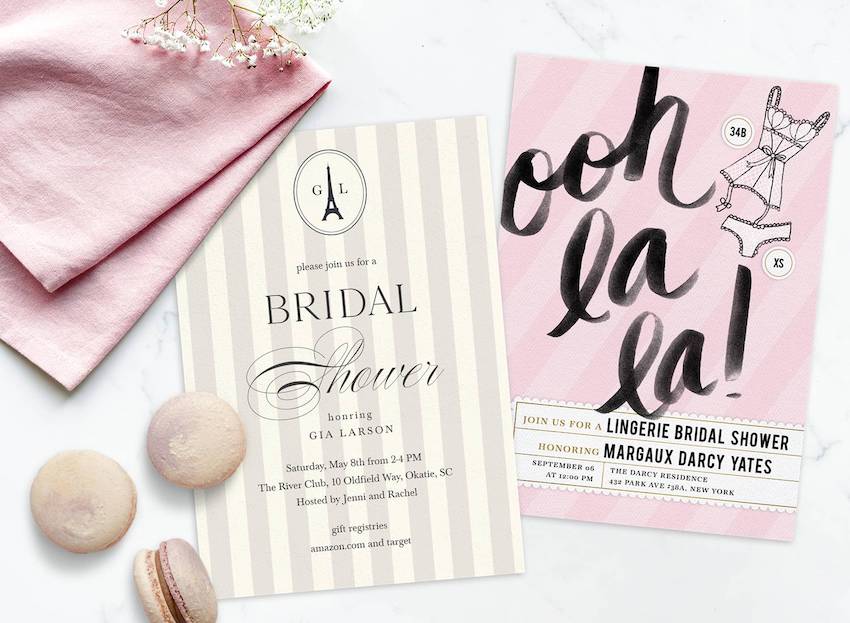 G L
please join us for a
BRIDAL
Shower
honoring
GIA LARSON
Saturday, May 8th from 2-4 PM
The River Club, 10 Oldfield Way, Okatie, SC
Hosted by Jenni and Rachel
gift registries
amazon.com and target
ooh
la
la!
34B
XS
JOIN US FOR A LINGERIE BRIDAL SHOWER
HONORING MARGAUX DARCY YATES
SEPTEMBER 06
AT 12:00 PM
THE DARCY RESIDENCE
432 PARK AVE 238A, NEW YORK